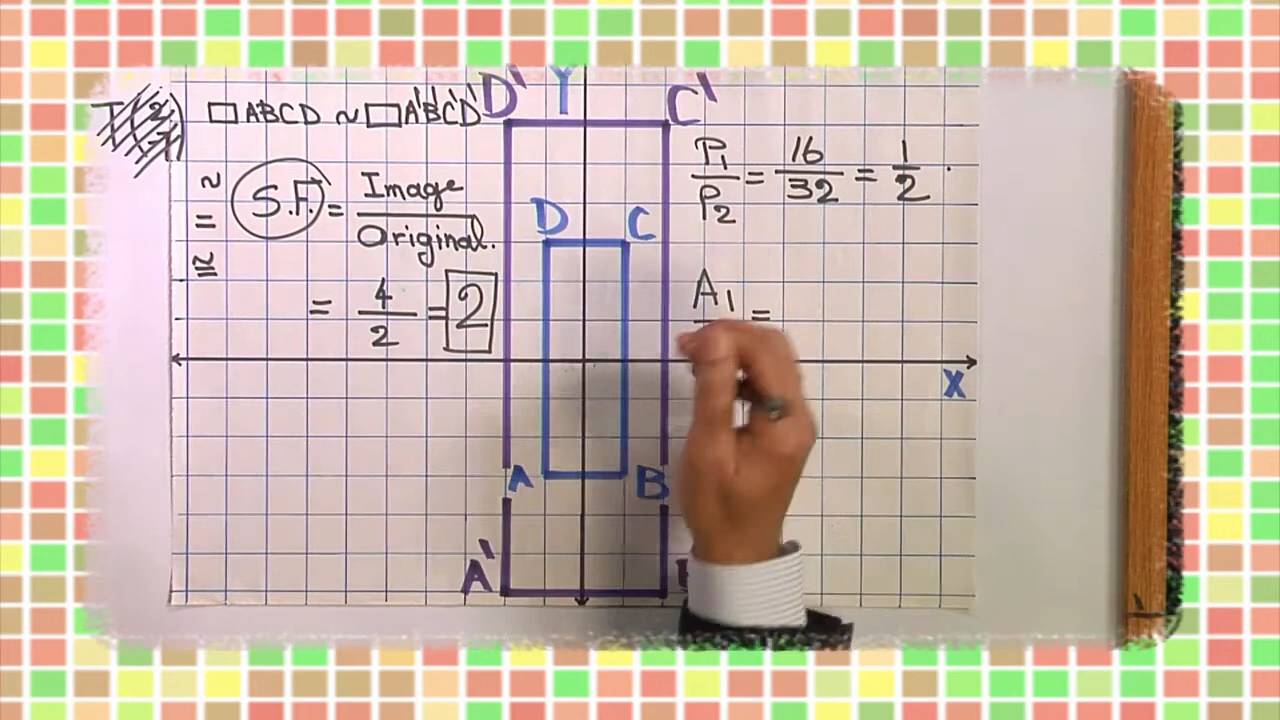 ▭ABCD ~ ▭A'B'C'D'
~
=
≅
S.F. = Image / Original.
= 4 / 2 = 2
D' Y C'
D C
A B
A'
X
P₁ / P₂ = 16 / 32 = 1 / 2
A₁ =